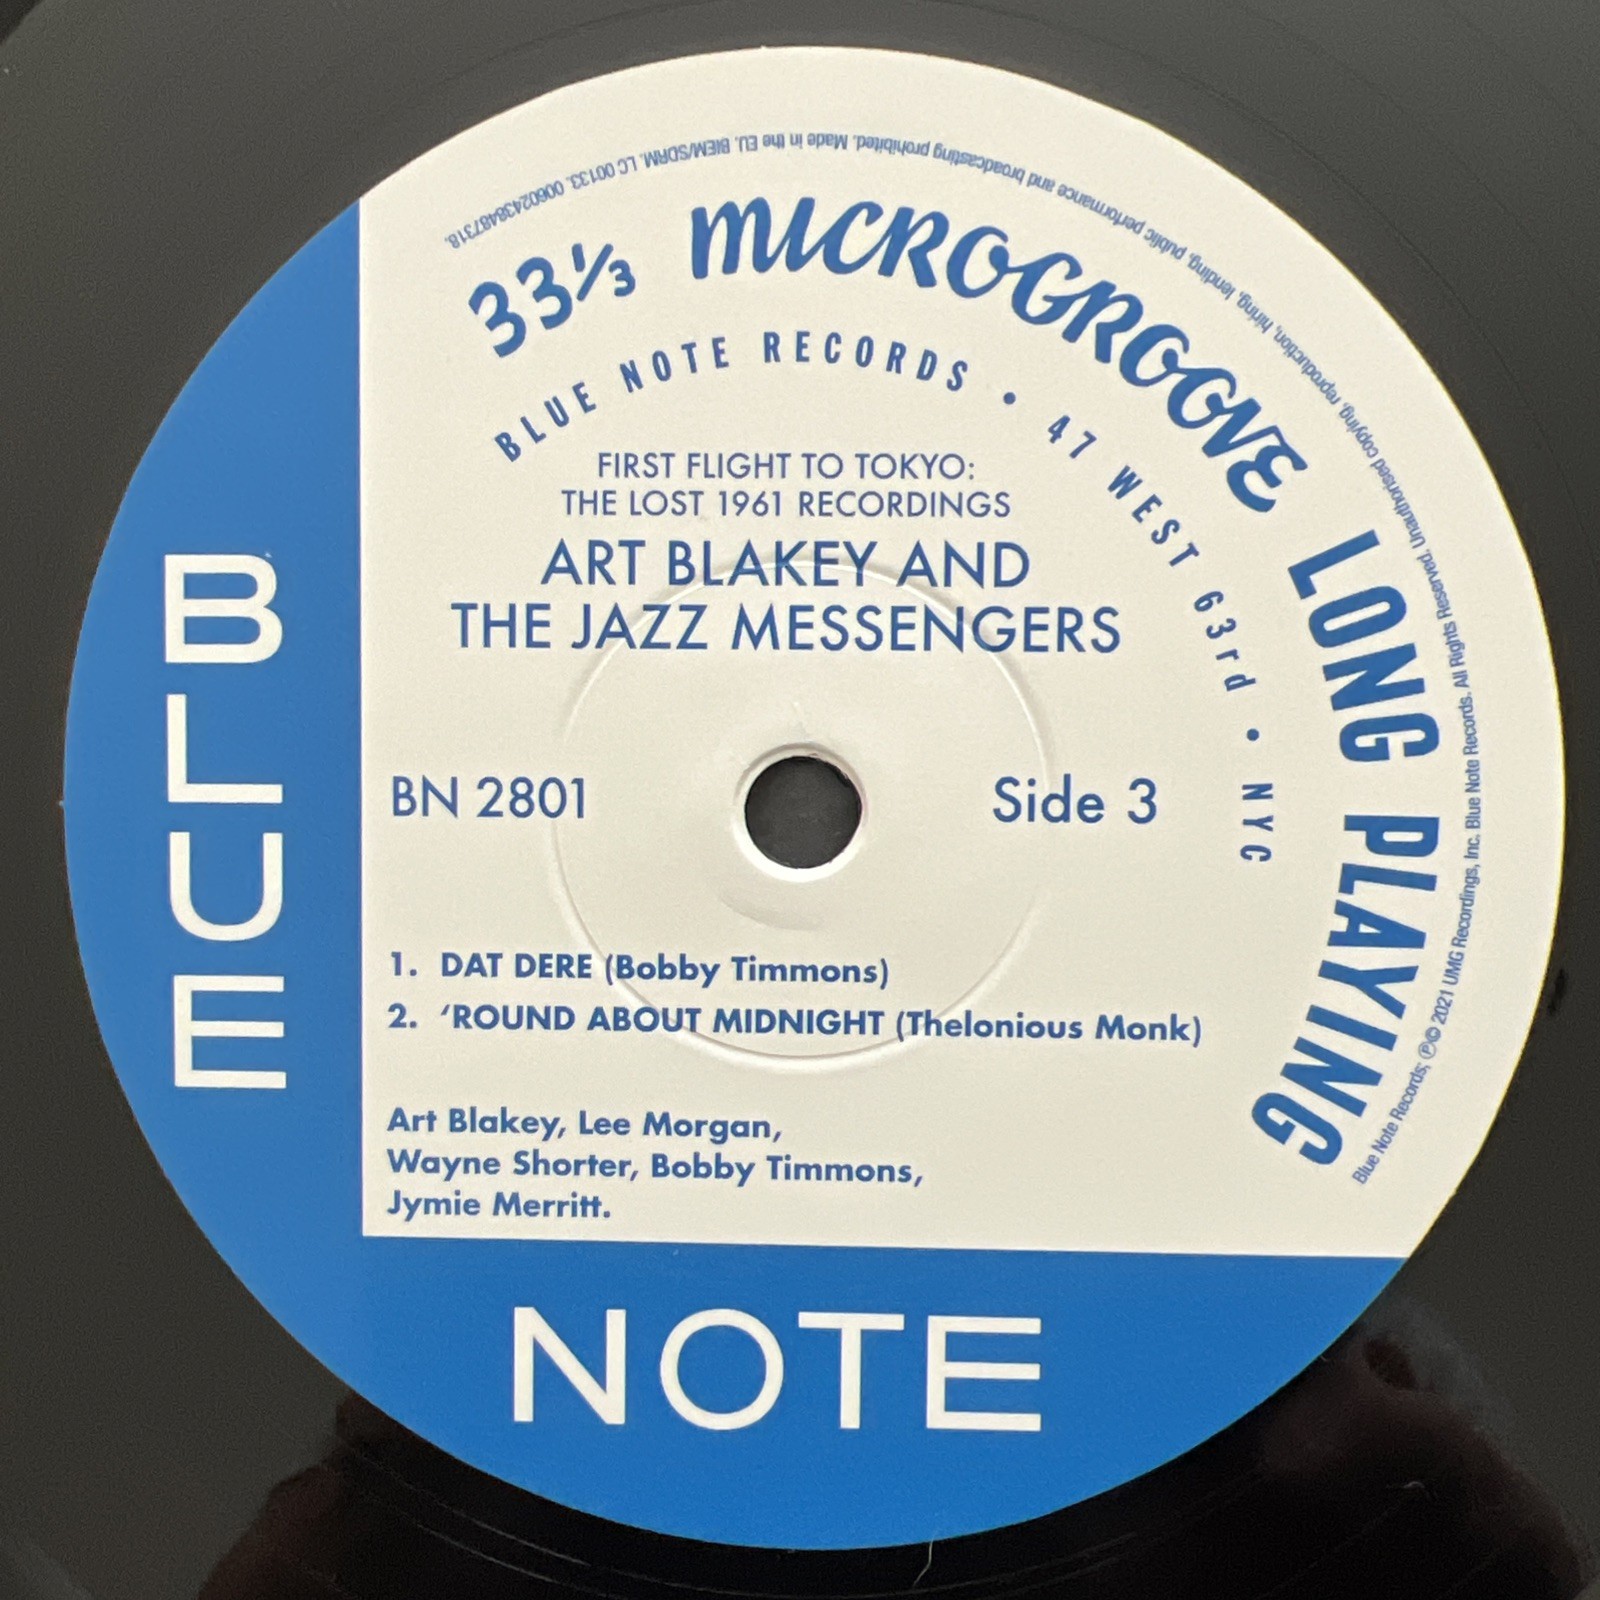 33⅓ MICROGROOVE LONG PLAYING
BLUE NOTE RECORDS • 47 WEST 63rd • NYC
FIRST FLIGHT TO TOKYO:
THE LOST 1961 RECORDINGS
ART BLAKEY AND
THE JAZZ MESSENGERS
BN 2801
Side 3
1. DAT DERE (Bobby Timmons)
2. ‘ROUND ABOUT MIDNIGHT (Thelonious Monk)
Art Blakey, Lee Morgan,
Wayne Shorter, Bobby Timmons,
Jymie Merritt.
BLUE
NOTE
Blue Note Records; ℗© 2021 UMG Recordings, Inc. Blue Note Records. All Rights Reserved. Unauthorised copying, reproduction, hiring, lending, public performance and broadcasting prohibited. Made in the EU. BIEM/SDRM. LC 00133. 00602438487318.